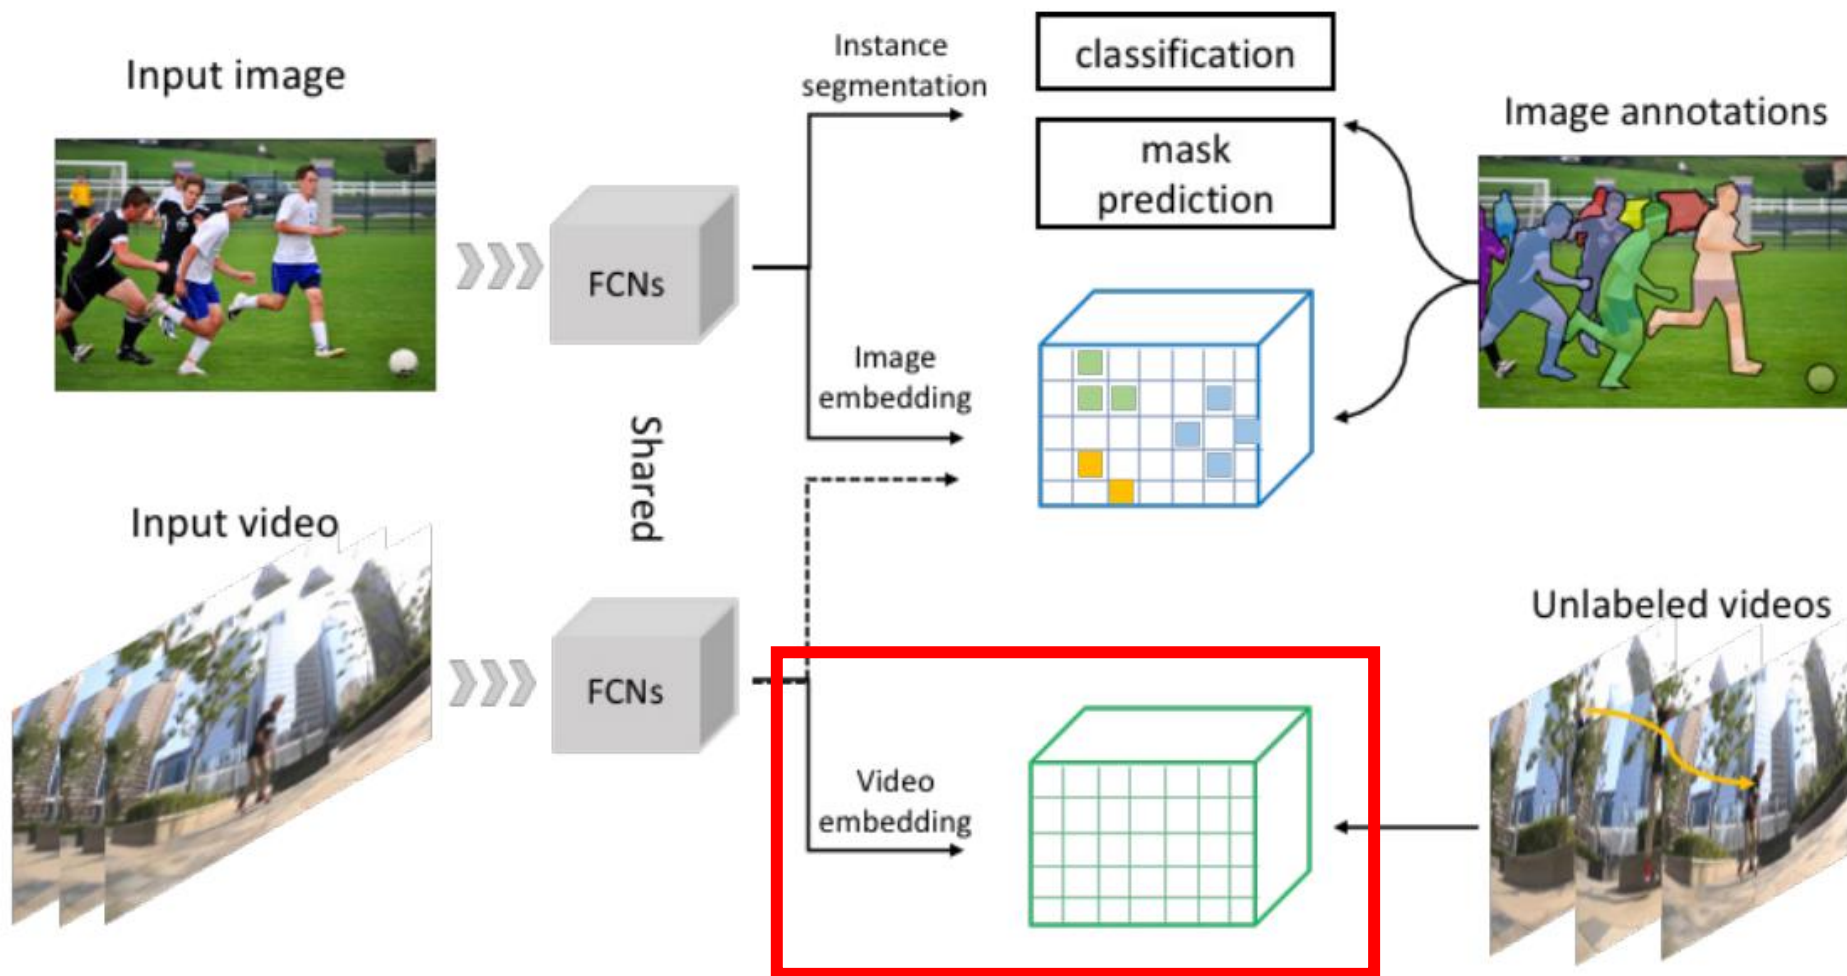 Input image
Instance
segmentation
classification
mask
prediction
Image annotations
FCNs
Image
embedding
Shared
Input video
FCNs
Video
embedding
Unlabeled videos